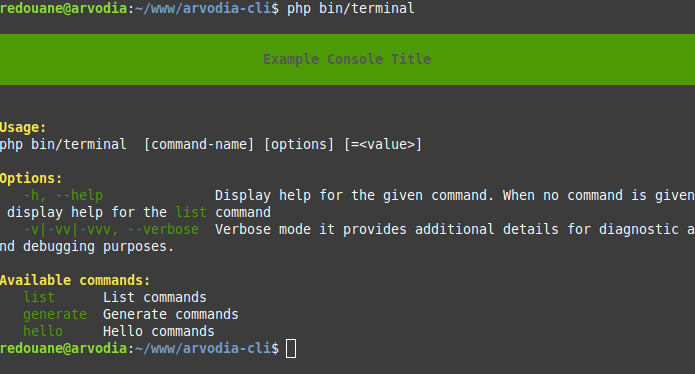 redouane@arvodia:~/www/arvodia-cli$ php bin/terminal
Example Console Title
Usage:
php bin/terminal  [command-name] [options] [=<value>]
Options:
   -h, --help              Display help for the given command. When no command is given
 display help for the list command
   -v|-vv|-vvv, --verbose  Verbose mode it provides additional details for diagnostic a
nd debugging purposes.
Available commands:
   list      List commands
   generate  Generate commands
   hello     Hello commands
redouane@arvodia:~/www/arvodia-cli$